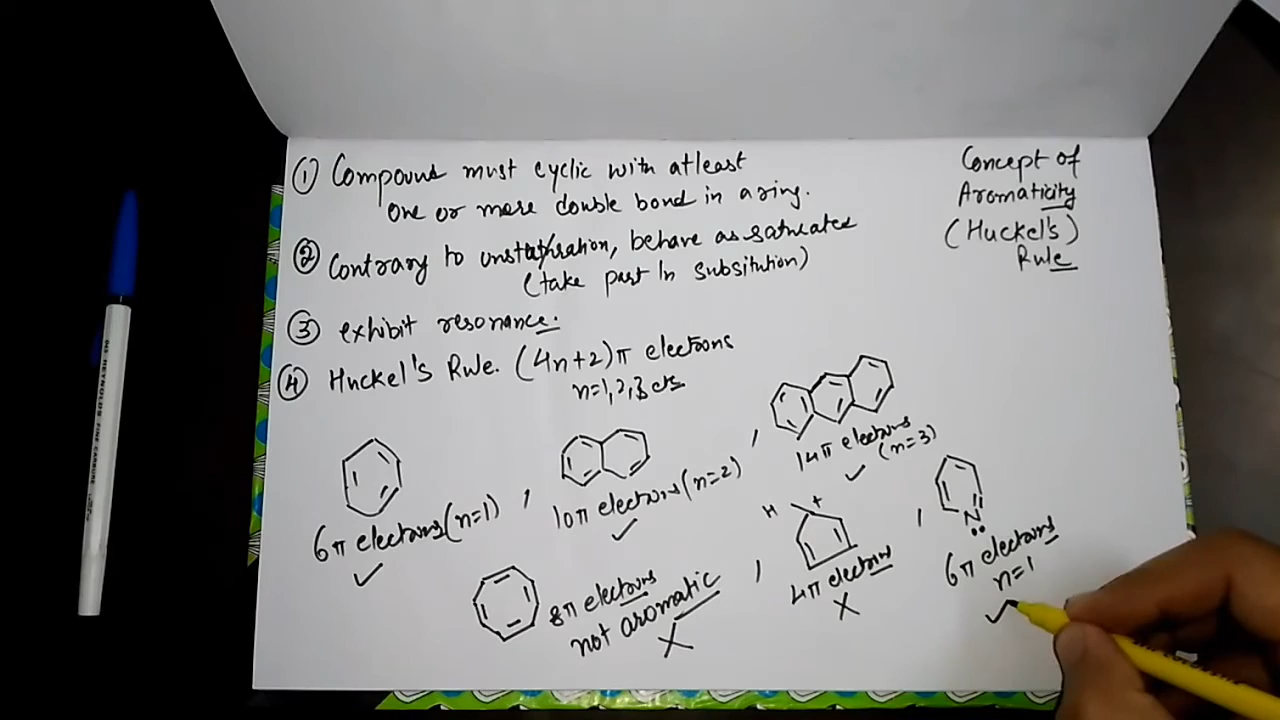 ① Compound must cyclic with atleast
one or more double bond in a ring.
② Contrary to unsaturation, behave as saturated
(take part In subsitution)
③ exhibit resonance.
④ Huckel's Rule. (4n+2)π electrons
n=1,2,3 etc
Concept of
Aromaticity
(Huckel's)
Rule
6π electrons (n=1)
,
10π electrons (n=2)
,
14π electrons
(n=3)
8π electrons
not aromatic
X
,
H +
4π electrons
X
,
N
6π electrons
n=1